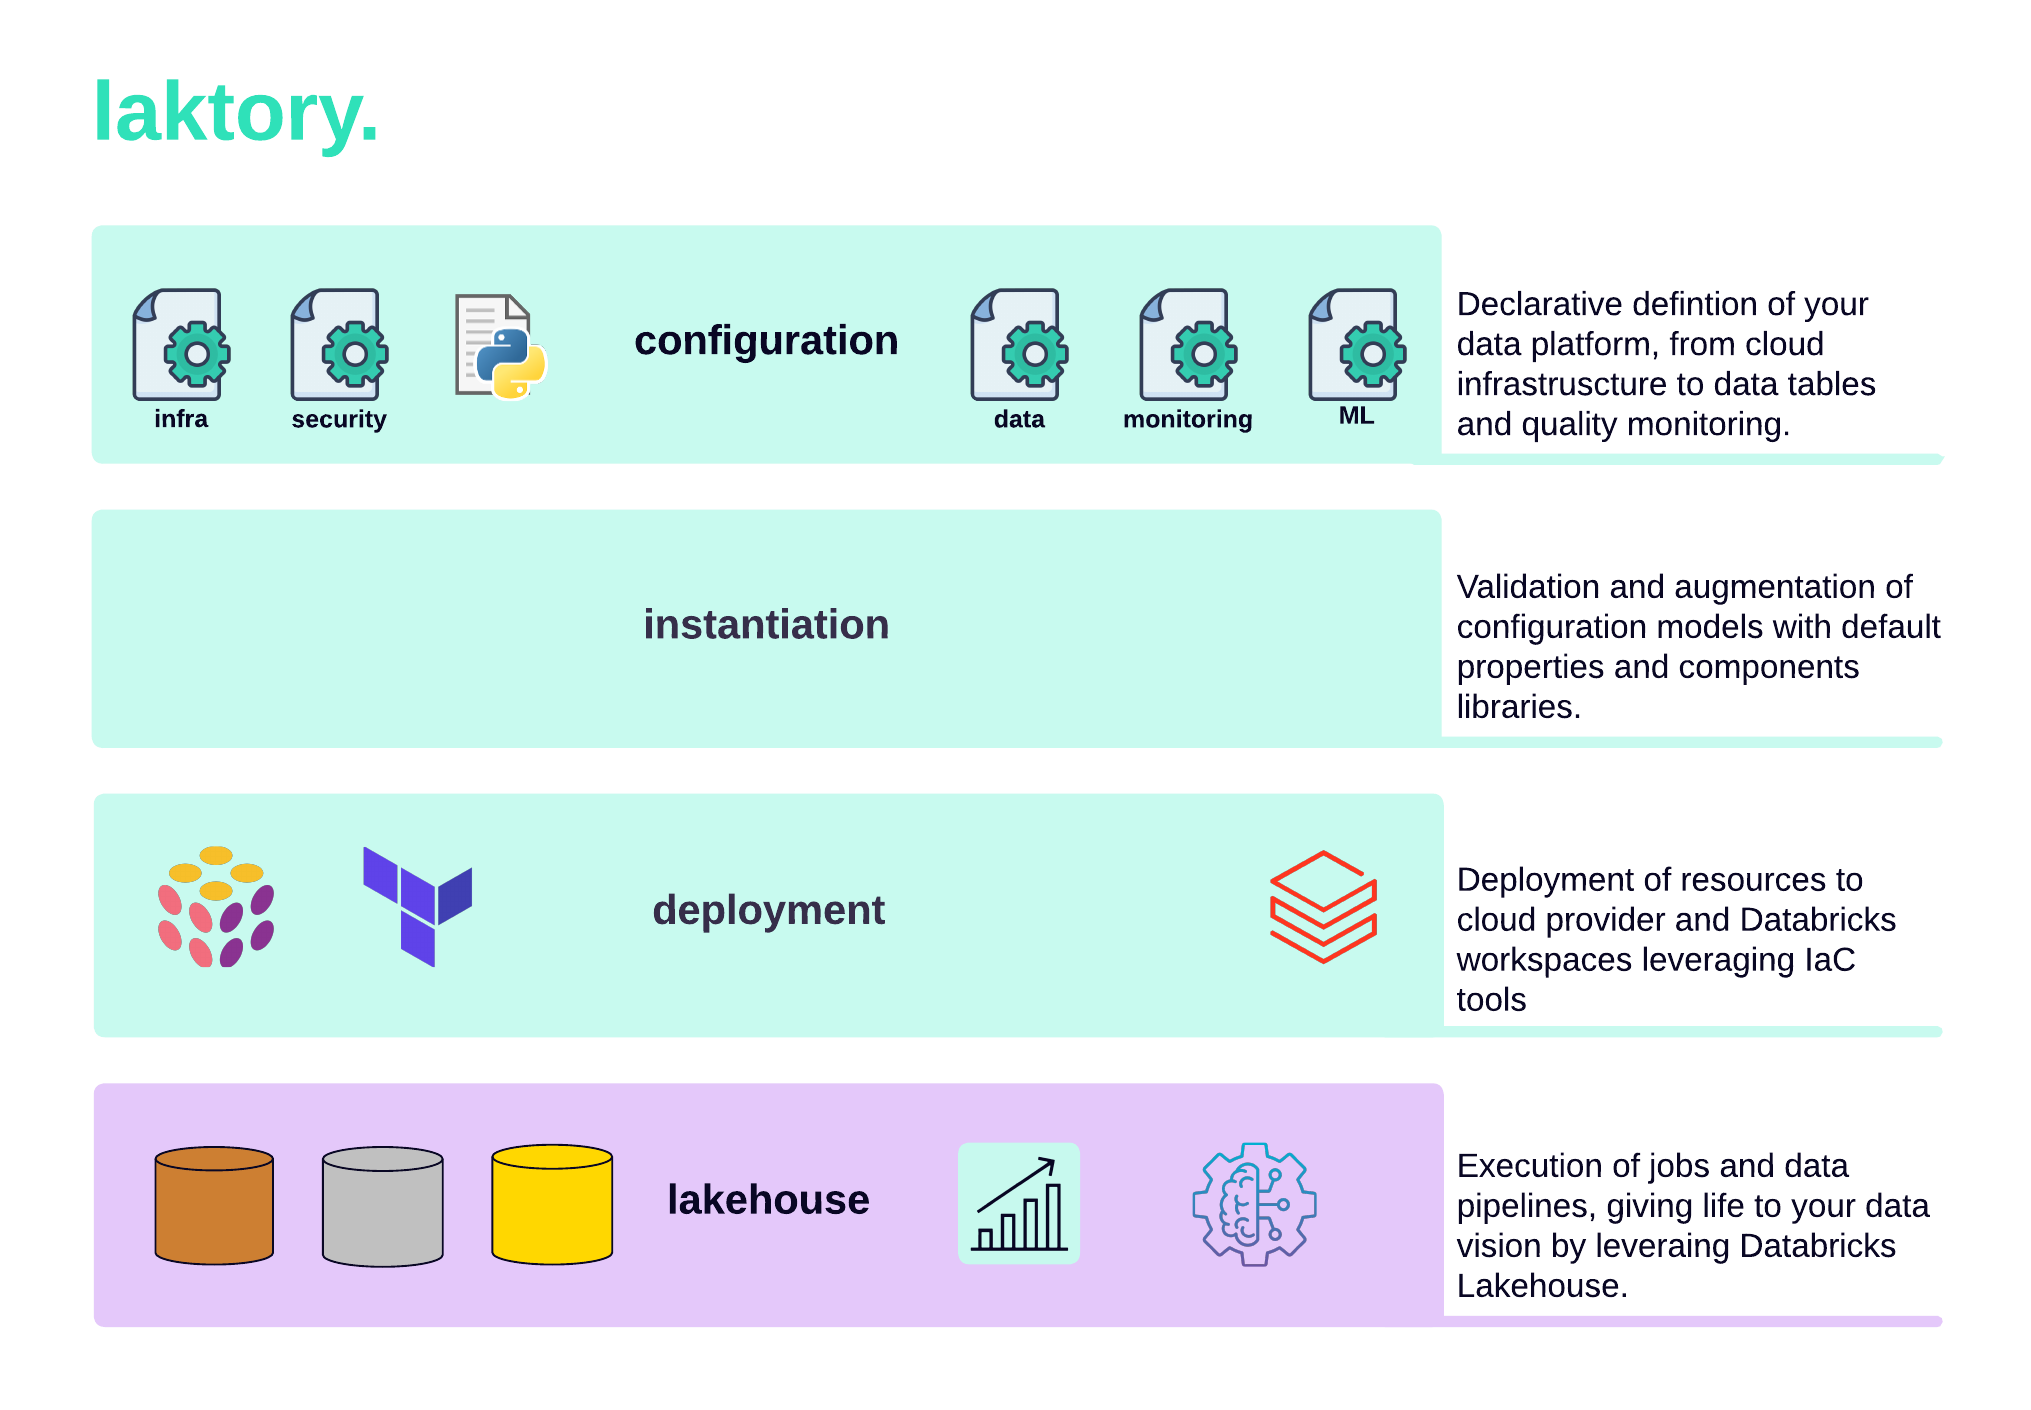 laktory.
configuration
infra
security
data
monitoring
ML
Declarative defintion of your
data platform, from cloud
infrastruscture to data tables
and quality monitoring.
instantiation
Validation and augmentation of
configuration models with default
properties and components
libraries.
deployment
Deployment of resources to
cloud provider and Databricks
workspaces leveraging IaC
tools
lakehouse
Execution of jobs and data
pipelines, giving life to your data
vision by leveraing Databricks
Lakehouse.